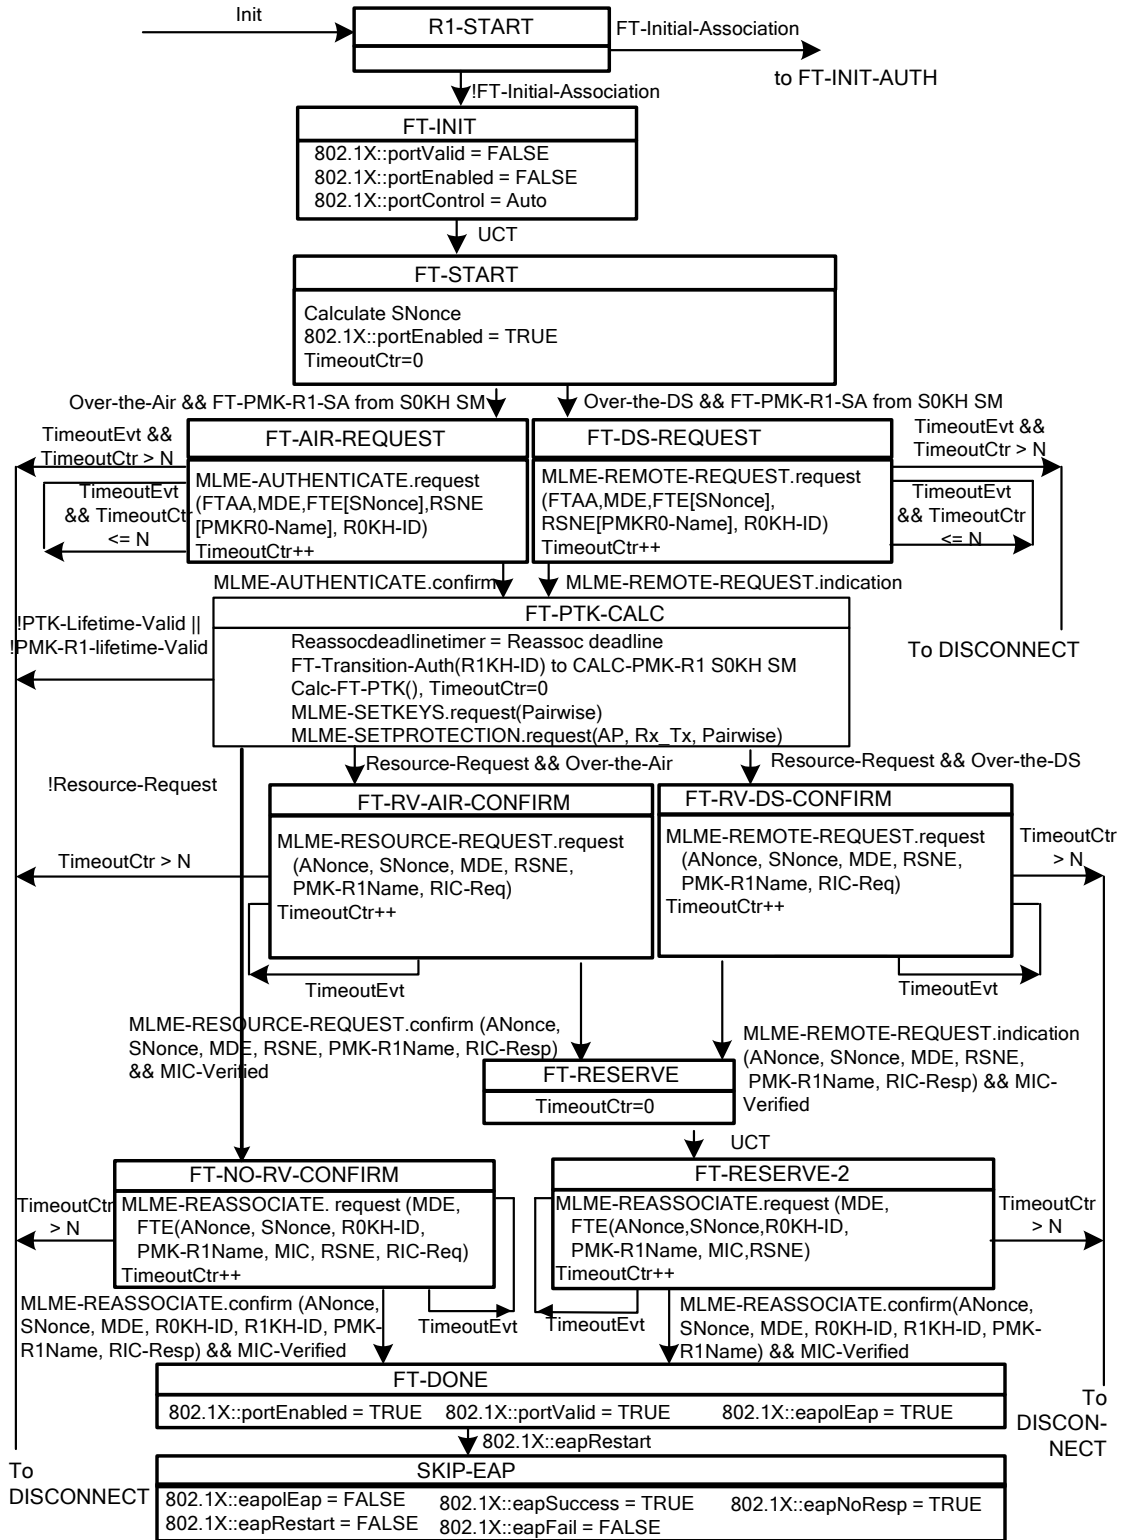 Init
R1-START
FT-Initial-Association
to FT-INIT-AUTH
!FT-Initial-Association
FT-INIT
802.1X::portValid = FALSE
802.1X::portEnabled = FALSE
802.1X::portControl = Auto
UCT
FT-START
Calculate SNonce
802.1X::portEnabled = TRUE
TimeoutCtr=0
Over-the-Air && FT-PMK-R1-SA from S0KH SM
Over-the-DS && FT-PMK-R1-SA from S0KH SM
TimeoutEvt &&
TimeoutCtr > N
FT-AIR-REQUEST
MLME-AUTHENTICATE.request
(FTAA,MDE,FTE[SNonce],RSNE
[PMKR0-Name], R0KH-ID)
TimeoutCtr++
TimeoutEvt
&& TimeoutCtr
<= N
FT-DS-REQUEST
MLME-REMOTE-REQUEST.request
(FTAA,MDE,FTE[SNonce],
RSNE[PMKR0-Name], R0KH-ID)
TimeoutCtr++
TimeoutEvt &&
TimeoutCtr > N
TimeoutEvt
&& TimeoutCtr
<= N
MLME-AUTHENTICATE.confirm
MLME-REMOTE-REQUEST.indication
To DISCONNECT
!PTK-Lifetime-Valid ||
!PMK-R1-lifetime-Valid
FT-PTK-CALC
Reassocdeadlinetimer = Reassoc deadline
FT-Transition-Auth(R1KH-ID) to CALC-PMK-R1 S0KH SM
Calc-FT-PTK(), TimeoutCtr=0
MLME-SETKEYS.request(Pairwise)
MLME-SETPROTECTION.request(AP, Rx_Tx, Pairwise)
!Resource-Request
Resource-Request && Over-the-Air
Resource-Request && Over-the-DS
TimeoutCtr > N
FT-RV-AIR-CONFIRM
MLME-RESOURCE-REQUEST.request
(ANonce, SNonce, MDE, RSNE,
PMK-R1Name, RIC-Req)
TimeoutCtr++
TimeoutEvt
FT-RV-DS-CONFIRM
MLME-REMOTE-REQUEST.request
(ANonce, SNonce, MDE, RSNE,
PMK-R1Name, RIC-Req)
TimeoutCtr++
TimeoutCtr
> N
TimeoutEvt
MLME-RESOURCE-REQUEST.confirm (ANonce,
SNonce, MDE, RSNE, PMK-R1Name, RIC-Resp)
&& MIC-Verified
MLME-REMOTE-REQUEST.indication
(ANonce, SNonce, MDE, RSNE,
PMK-R1Name, RIC-Resp) && MIC-
Verified
FT-RESERVE
TimeoutCtr=0
UCT
TimeoutCtr
> N
FT-NO-RV-CONFIRM
MLME-REASSOCIATE. request (MDE,
FTE(ANonce, SNonce, R0KH-ID,
PMK-R1Name, MIC, RSNE, RIC-Req)
TimeoutCtr++
TimeoutEvt
FT-RESERVE-2
MLME-REASSOCIATE.request (MDE,
FTE(ANonce,SNonce,R0KH-ID,
PMK-R1Name, MIC,RSNE)
TimeoutCtr++
TimeoutEvt
TimeoutCtr
> N
MLME-REASSOCIATE.confirm (ANonce,
SNonce, MDE, R0KH-ID, R1KH-ID, PMK-
R1Name, RIC-Resp) && MIC-Verified
MLME-REASSOCIATE.confirm(ANonce,
SNonce, MDE, R0KH-ID, R1KH-ID, PMK-
R1Name) && MIC-Verified
FT-DONE
802.1X::portEnabled = TRUE 802.1X::portValid = TRUE 802.1X::eapolEap = TRUE
To
DISCON-
NECT
802.1X::eapRestart
To
DISCONNECT
SKIP-EAP
802.1X::eapolEap = FALSE 802.1X::eapSuccess = TRUE 802.1X::eapNoResp = TRUE
802.1X::eapRestart = FALSE 802.1X::eapFail = FALSE